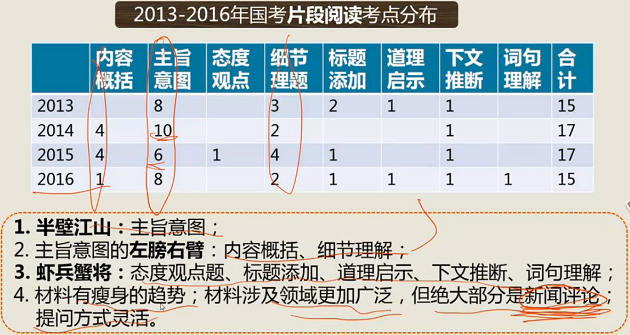 2013-2016年国考片段阅读考点分布
内容概括 主旨意图 态度观点 细节理题 标题添加 道理启示 下文推断 词句理解 合计
2013 8 3 2 1 1 15
2014 4 10 2 1 17
2015 4 6 1 4 1 1 17
2016 1 8 2 1 1 1 1 15
1. 半壁江山：主旨意图；
2. 主旨意图的左膀右臂：内容概括、细节理解；
3. 虾兵蟹将：态度观点题、标题添加、道理启示、下文推断、词句理解；
4. 材料有瘦身的趋势；材料涉及领域更加广泛，但绝大部分是新闻评论；
提问方式灵活。